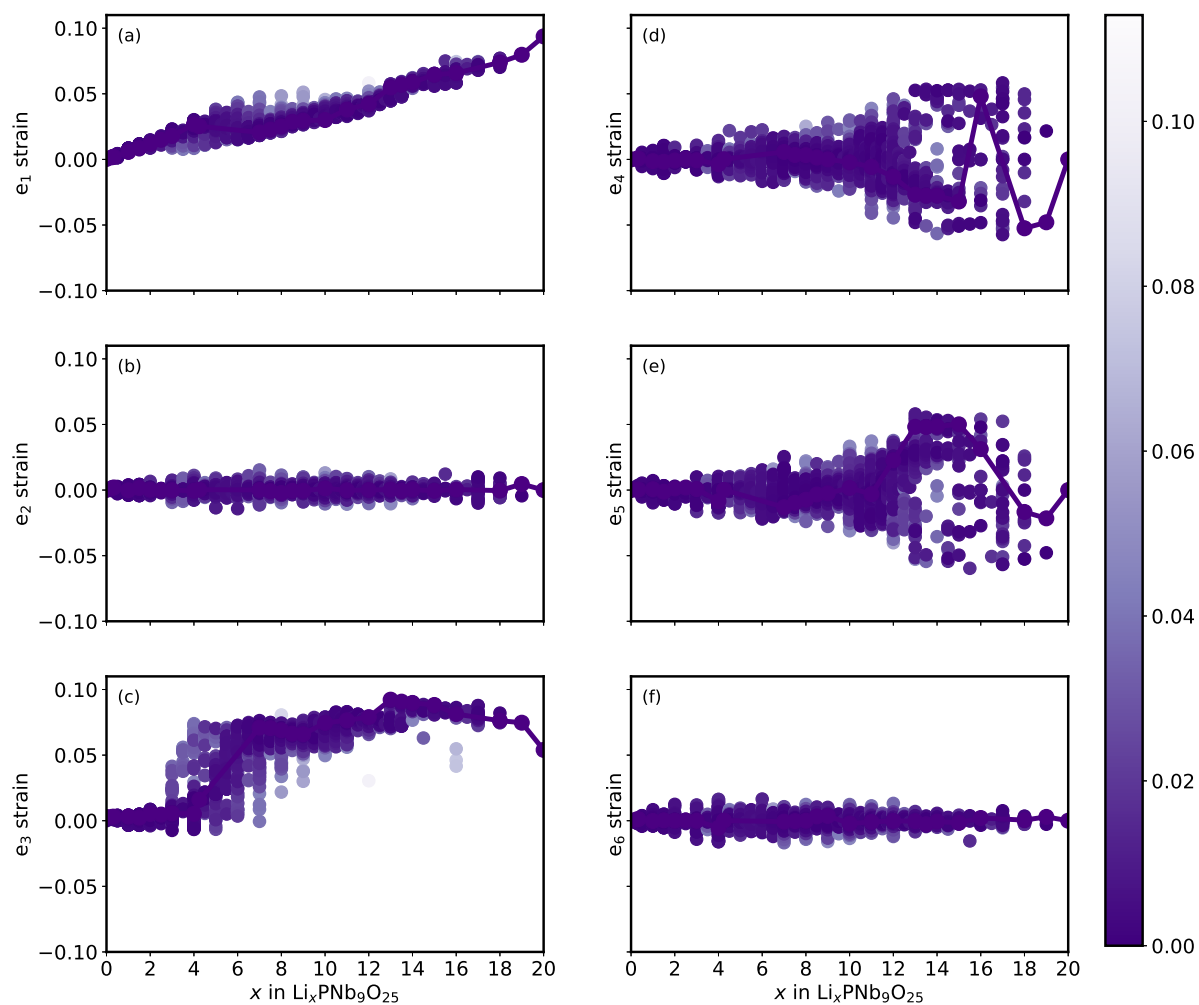 (a)
0.10
0.05
0.00
−0.05
−0.10
e₁ strain
(d)
e₄ strain
(b)
0.10
0.05
0.00
−0.05
−0.10
e₂ strain
(e)
e₅ strain
(c)
0.10
0.05
0.00
−0.05
−0.10
e₃ strain
0 2 4 6 8 10 12 14 16 18 20
x in LiₓPNb₉O₂₅
(f)
e₆ strain
0 2 4 6 8 10 12 14 16 18 20
x in LiₓPNb₉O₂₅
0.10
0.08
0.06
0.04
0.02
0.00